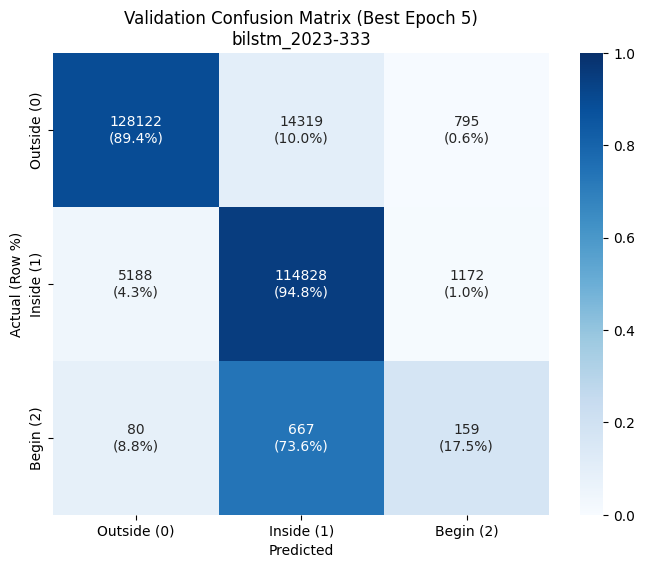 Validation Confusion Matrix (Best Epoch 5)
bilstm_2023-333
Actual (Row %)
Outside (0)
128122
(89.4%)
14319
(10.0%)
795
(0.6%)
Inside (1)
5188
(4.3%)
114828
(94.8%)
1172
(1.0%)
Begin (2)
80
(8.8%)
667
(73.6%)
159
(17.5%)
Outside (0)
Inside (1)
Begin (2)
Predicted
1.0
0.8
0.6
0.4
0.2
0.0